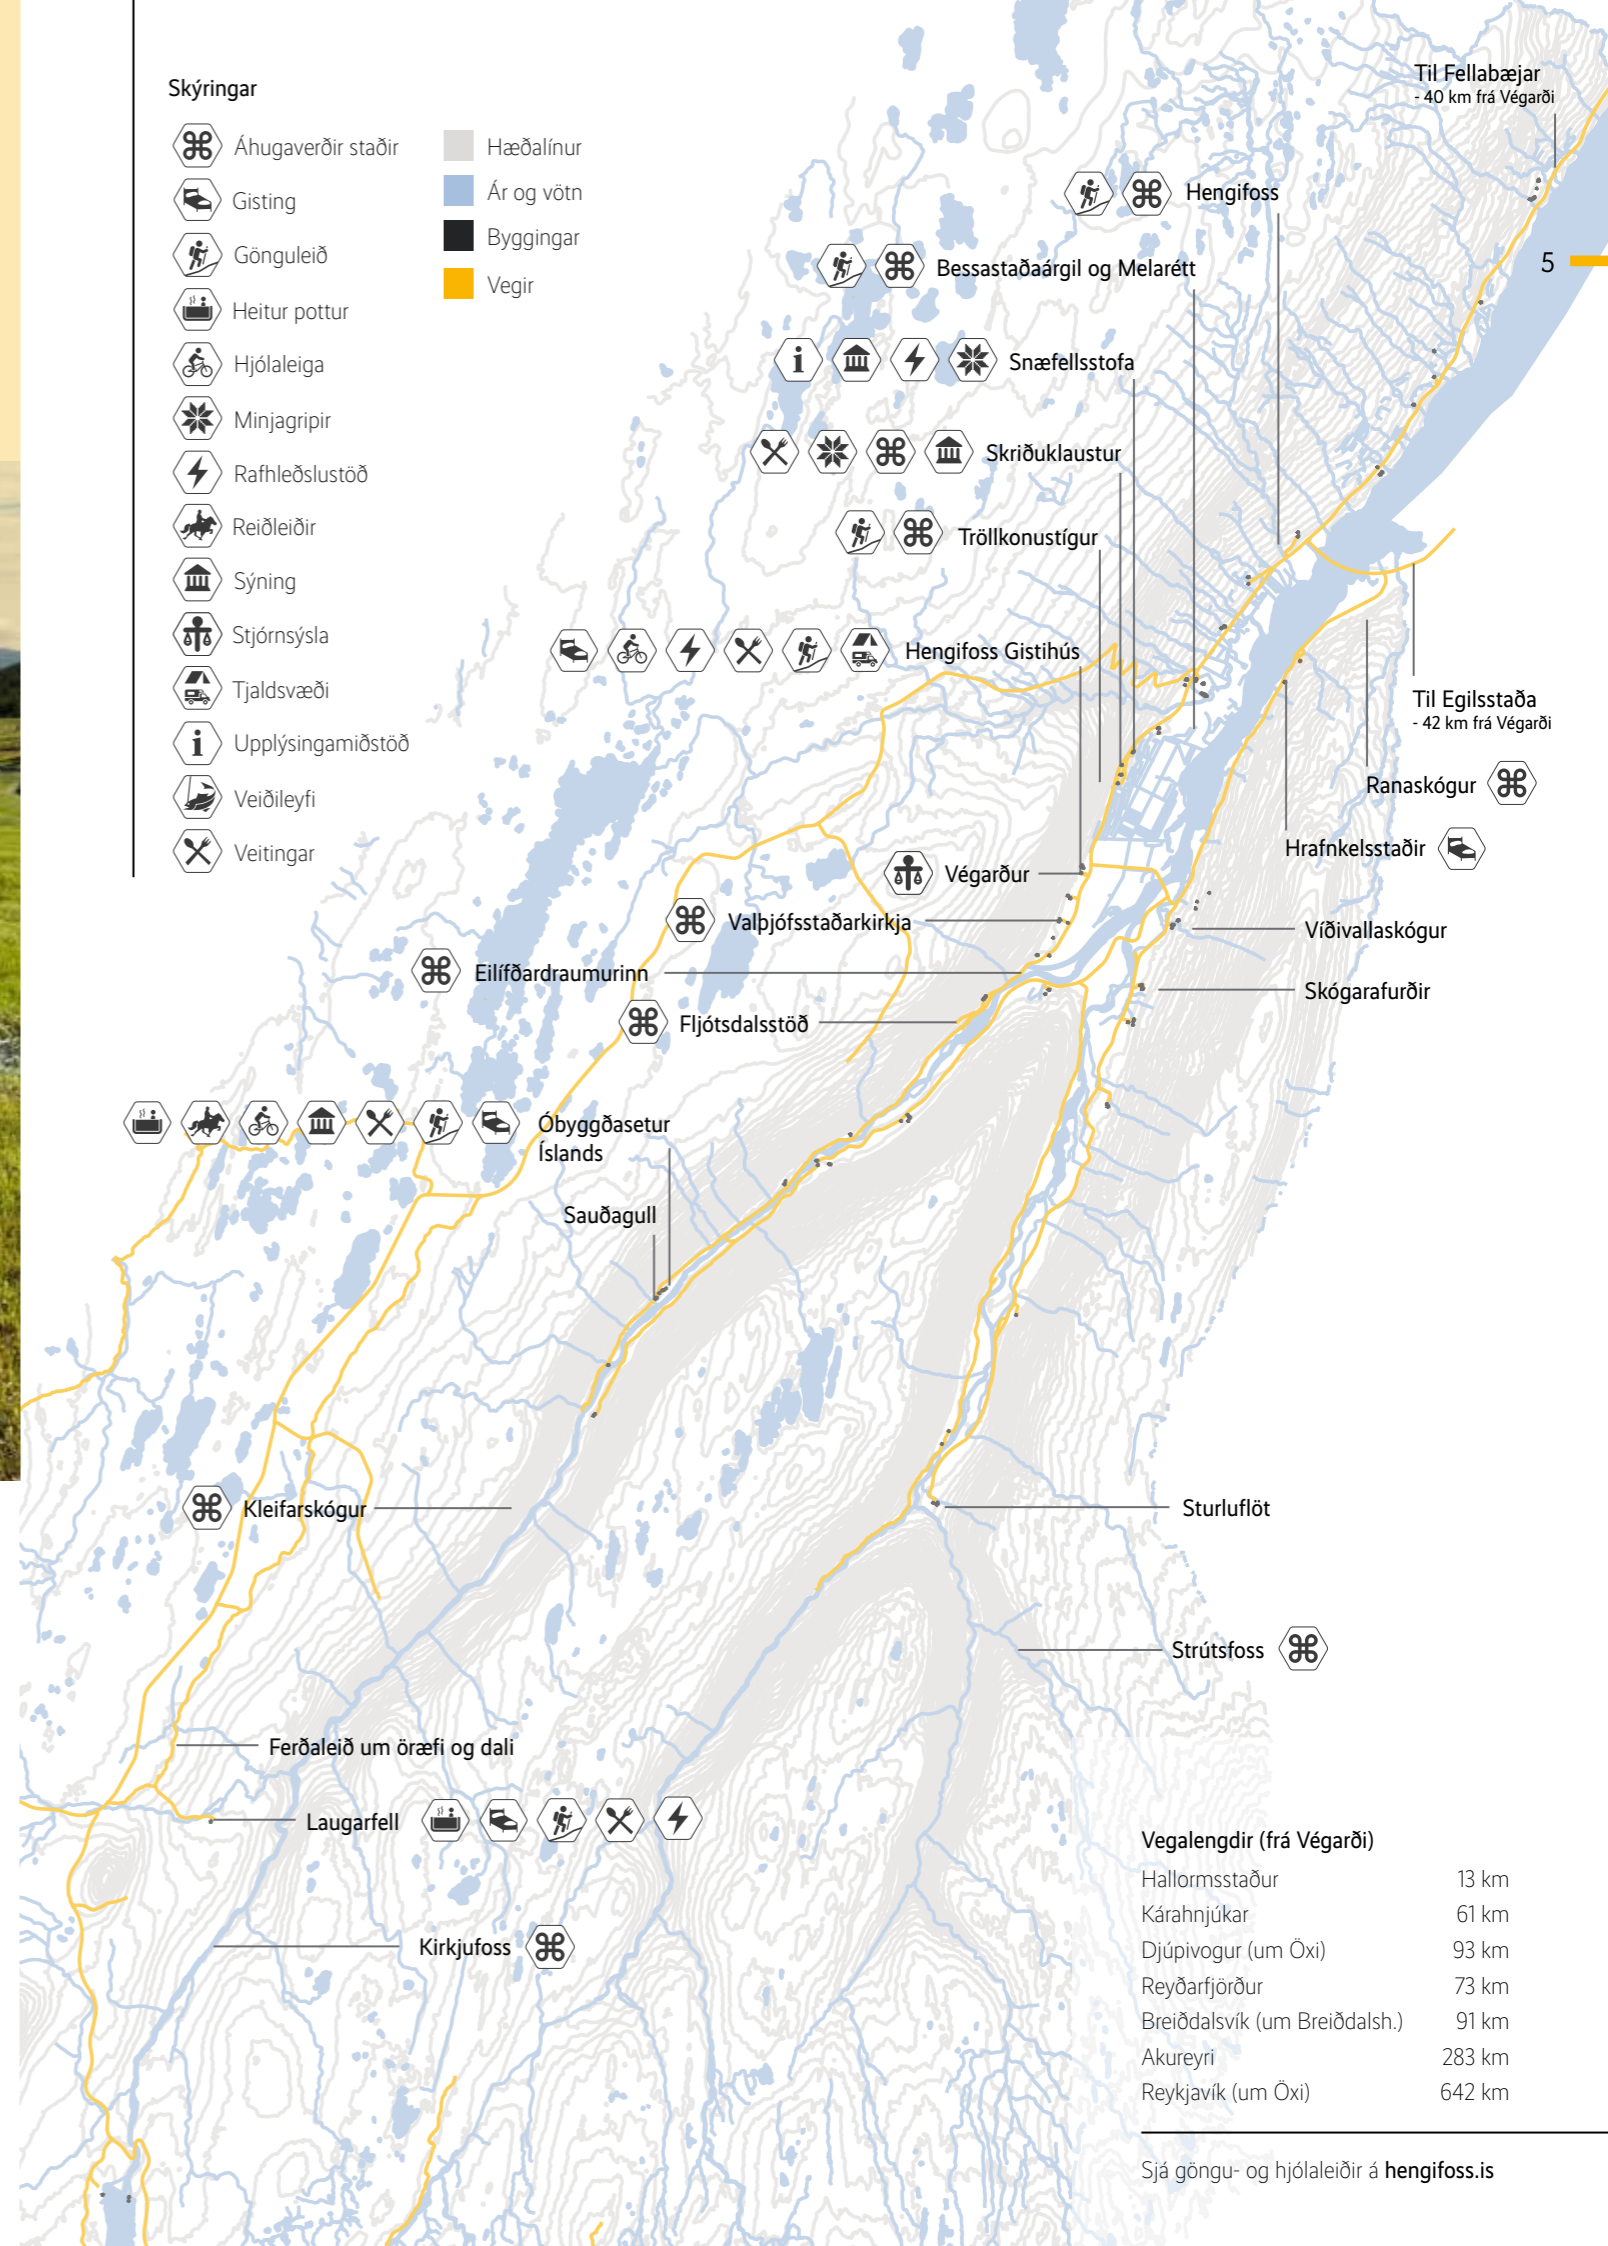 Skýringar
Áhugaverðir staðir
Gisting
Gönguleið
Heitur pottur
Hjólaleiga
Minjagripir
Rafhleðslustöð
Reiðleiðir
Sýning
Stjórnsýsla
Tjaldsvæði
Upplýsingamiðstöð
Veiðileyfi
Veitingar
Hæðalínur
Ár og vötn
Byggingar
Vegir
Til Fellabæjar
- 40 km frá Végarði
Hengifoss
5
Bessastaðaárgil og Melarétt
Snæfellsstofa
Skriðuklaustur
Tröllkonustígur
Hengifoss Gistihús
Til Egilsstaða
- 42 km frá Végarði
Ranaskógur
Hrafnkelsstaðir
Végarður
Valþjófsstaðarkirkja
Víðivallaskógur
Eilífðardraumurinn
Skógarafurðir
Fljótsdalsstöð
Óbyggðasetur
Íslands
Sauðagull
Kleifarskógur
Sturluflöt
Strútsfoss
Ferðaleið um öræfi og dali
Laugarfell
Kirkjufoss
Vegalengdir (frá Végarði)
Hallormsstaður 13 km
Kárahnjúkar 61 km
Djúpivogur (um Öxi) 93 km
Reyðarfjörður 73 km
Breiðdalsvík (um Breiðdalsh.) 91 km
Akureyri 283 km
Reykjavík (um Öxi) 642 km
Sjá göngu- og hjólaleiðir á hengifoss.is